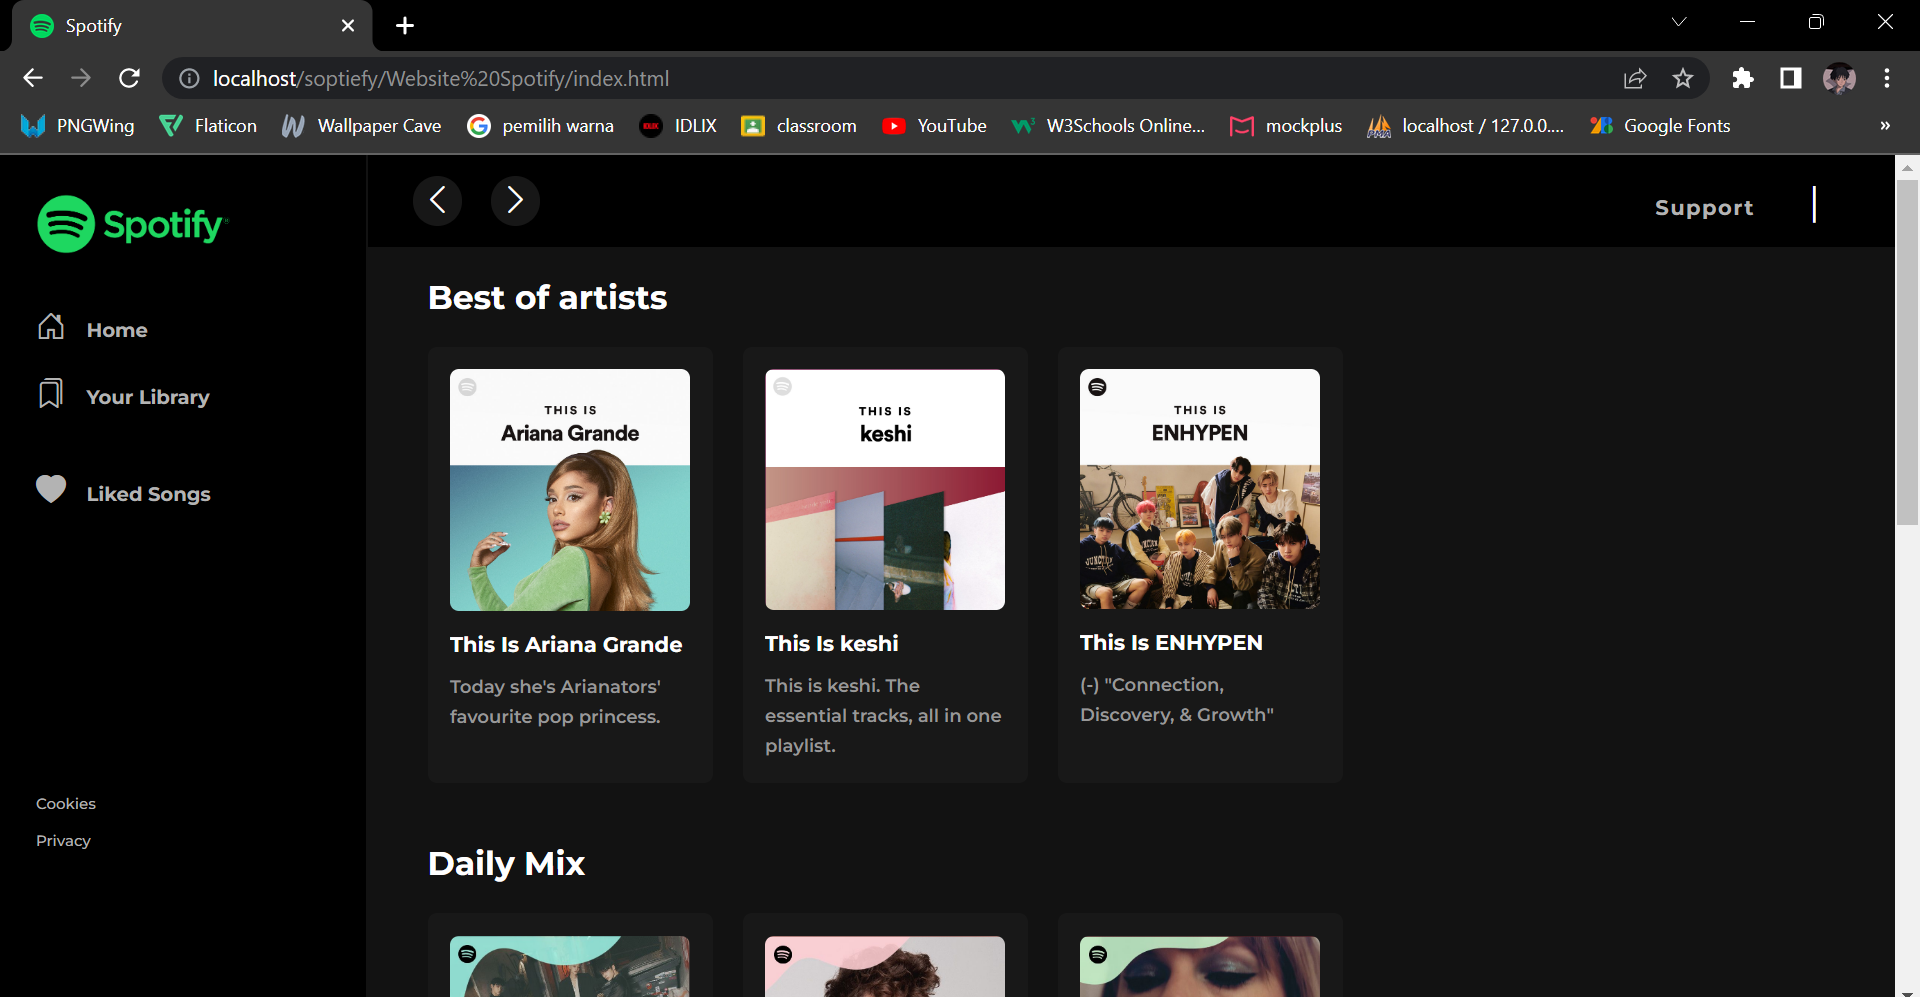 Spotify
localhost/soptiefy/Website%20Spotify/index.html
PNGWing Flaticon Wallpaper Cave pemilih warna IDLIX classroom YouTube W3Schools Online... mockplus localhost / 127.0.0.... Google Fonts »
Spotify
Home
Your Library
Liked Songs
Cookies
Privacy
Support
Best of artists
THIS IS
Ariana Grande
This Is Ariana Grande
Today she's Arianators'
favourite pop princess.
THIS IS
keshi
This Is keshi
This is keshi. The
essential tracks, all in one
playlist.
THIS IS
ENHYPEN
This Is ENHYPEN
(-) "Connection,
Discovery, & Growth"
Daily Mix